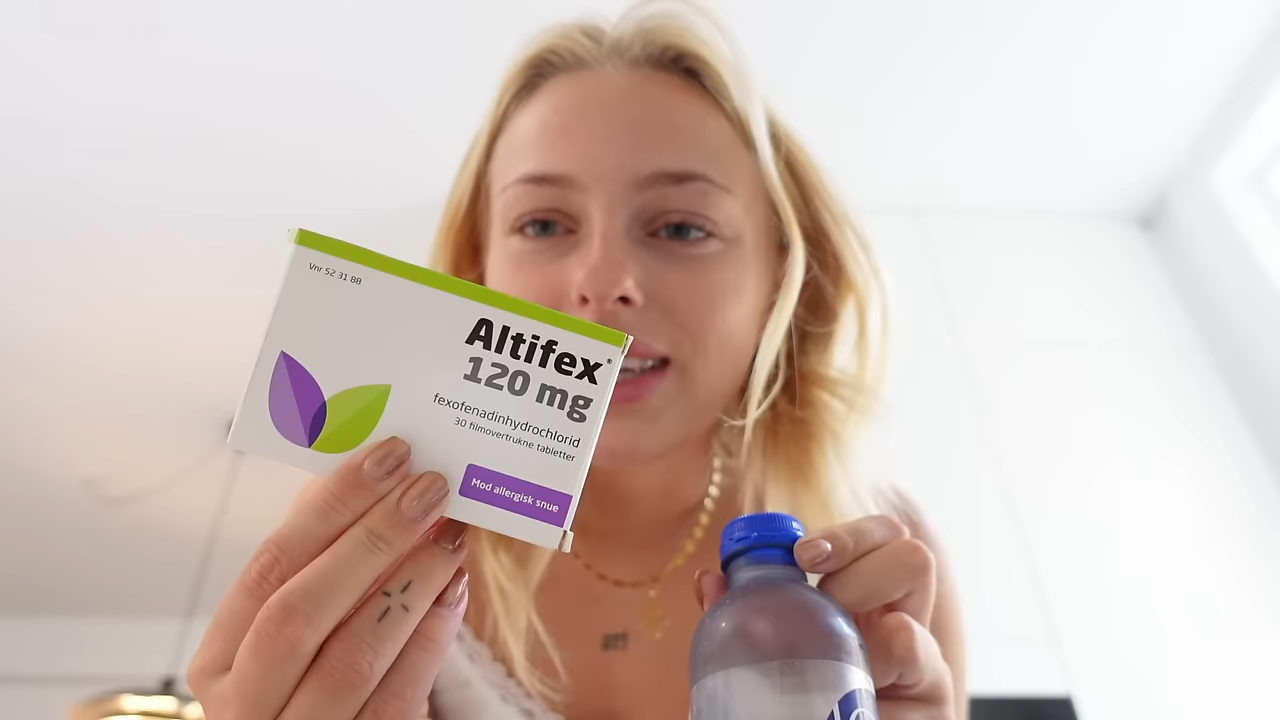 Vnr 52 31 88
Altifex®
120 mg
fexofenadinhydrochlorid
30 filmovertrukne tabletter
Mod allergisk snue